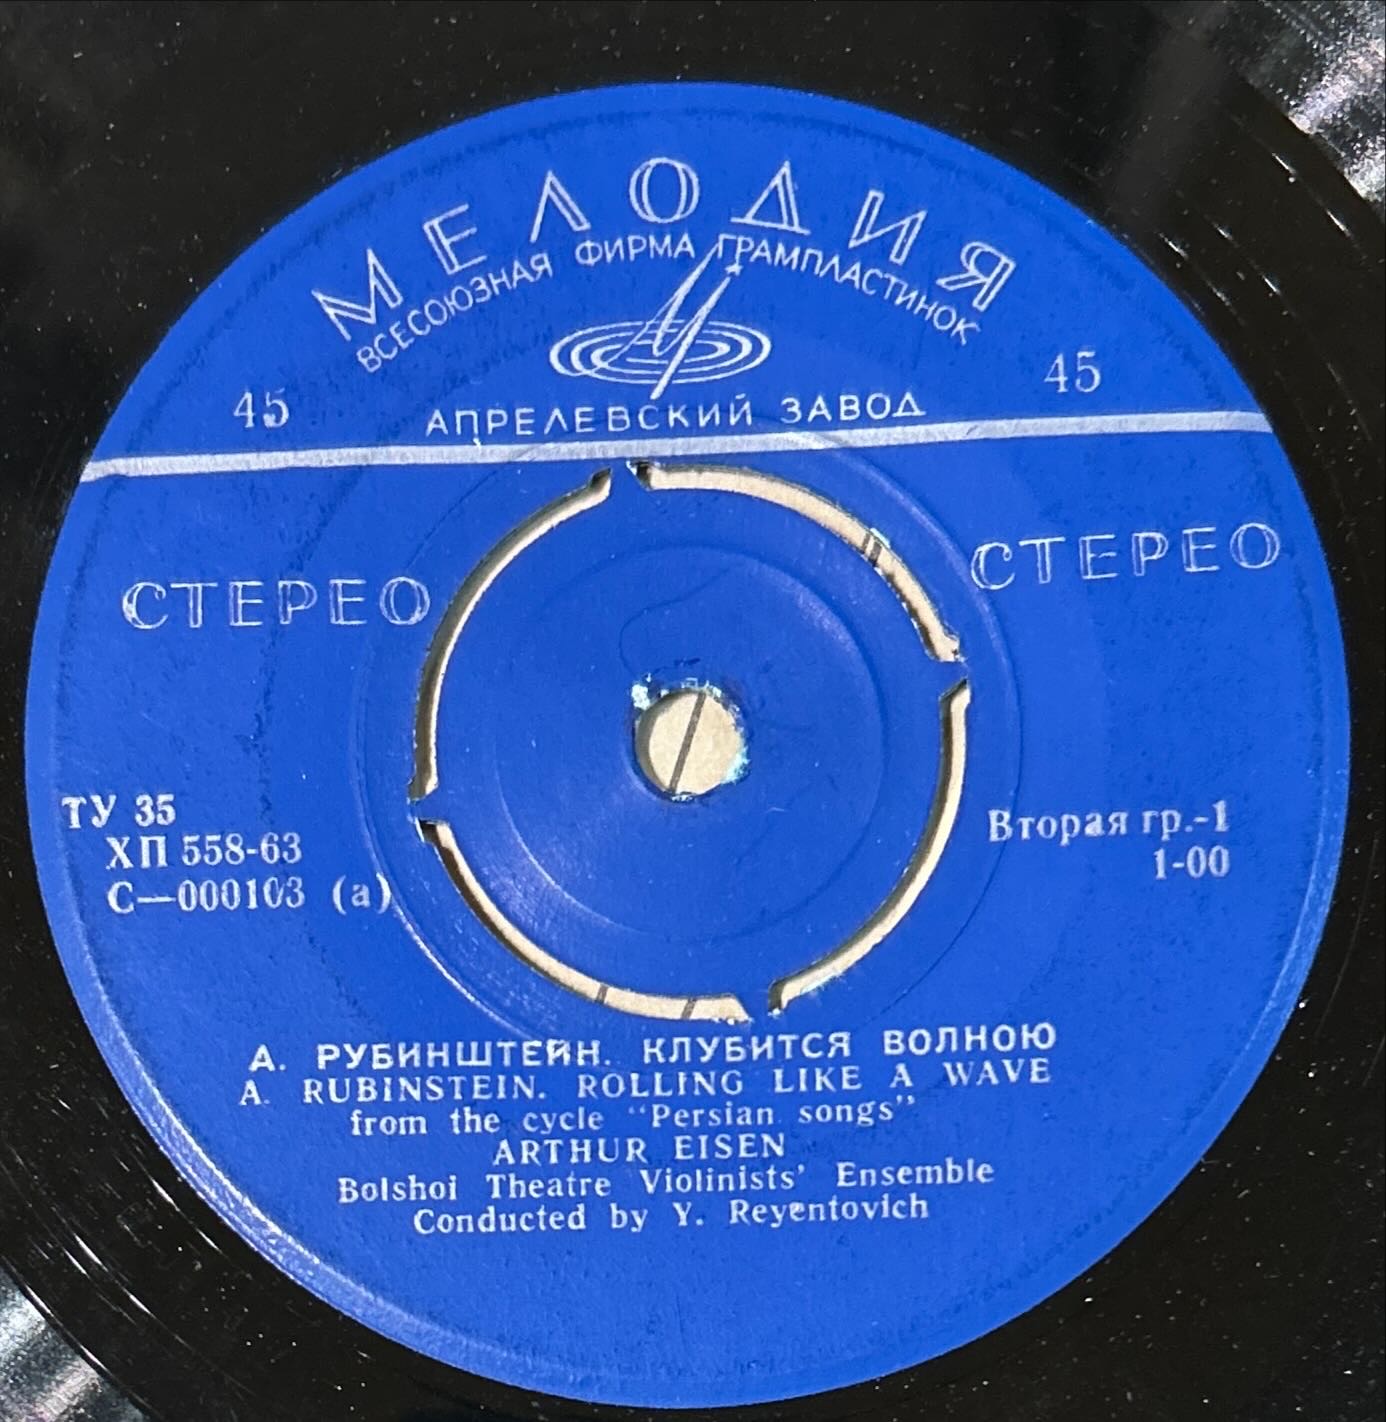 МЕЛОДИЯ
ВСЕСОЮЗНАЯ ФИРМА ГРАМПЛАСТИНОК
45 45
АПРЕЛЕВСКИЙ ЗАВОД
СТЕРЕО СТЕРЕО
ТУ 35
ХП 558-63
С—000103 (а)
Вторая гр.-1
1-00
А. РУБИНШТЕЙН. КЛУБИТСЯ ВОЛНОЮ
A. RUBINSTEIN. ROLLING LIKE A WAVE
from the cycle "Persian songs"
ARTHUR EISEN
Bolshoi Theatre Violinists' Ensemble
Conducted by Y. Reyentovich